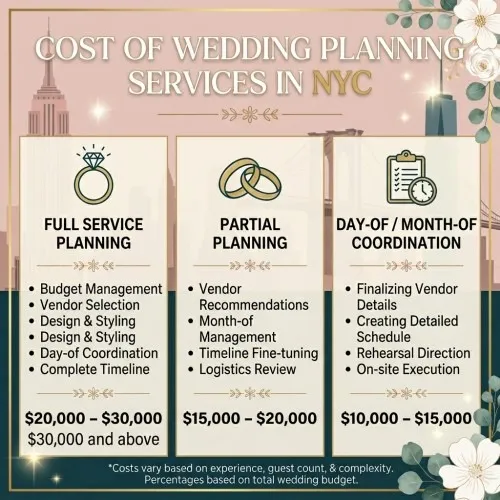 COST OF WEDDING PLANNING
SERVICES IN NYC
FULL SERVICE
PLANNING
• Budget Management
• Vendor Selection
• Design & Styling
• Design & Styling
• Day-of Coordination
• Complete Timeline
$20,000 – $30,000
$30,000 and above
PARTIAL
PLANNING
• Vendor
Recommendations
• Month-of
Management
• Timeline Fine-tuning
• Logistics Review
$15,000 – $20,000
DAY-OF / MONTH-OF
COORDINATION
• Finalizing Vendor
Details
• Creating Detailed
Schedule
• Rehearsal Direction
• On-site Execution
$10,000 – $15,000
*Costs vary based on experience, guest count, & complexity.
Percentages based on total wedding budget.